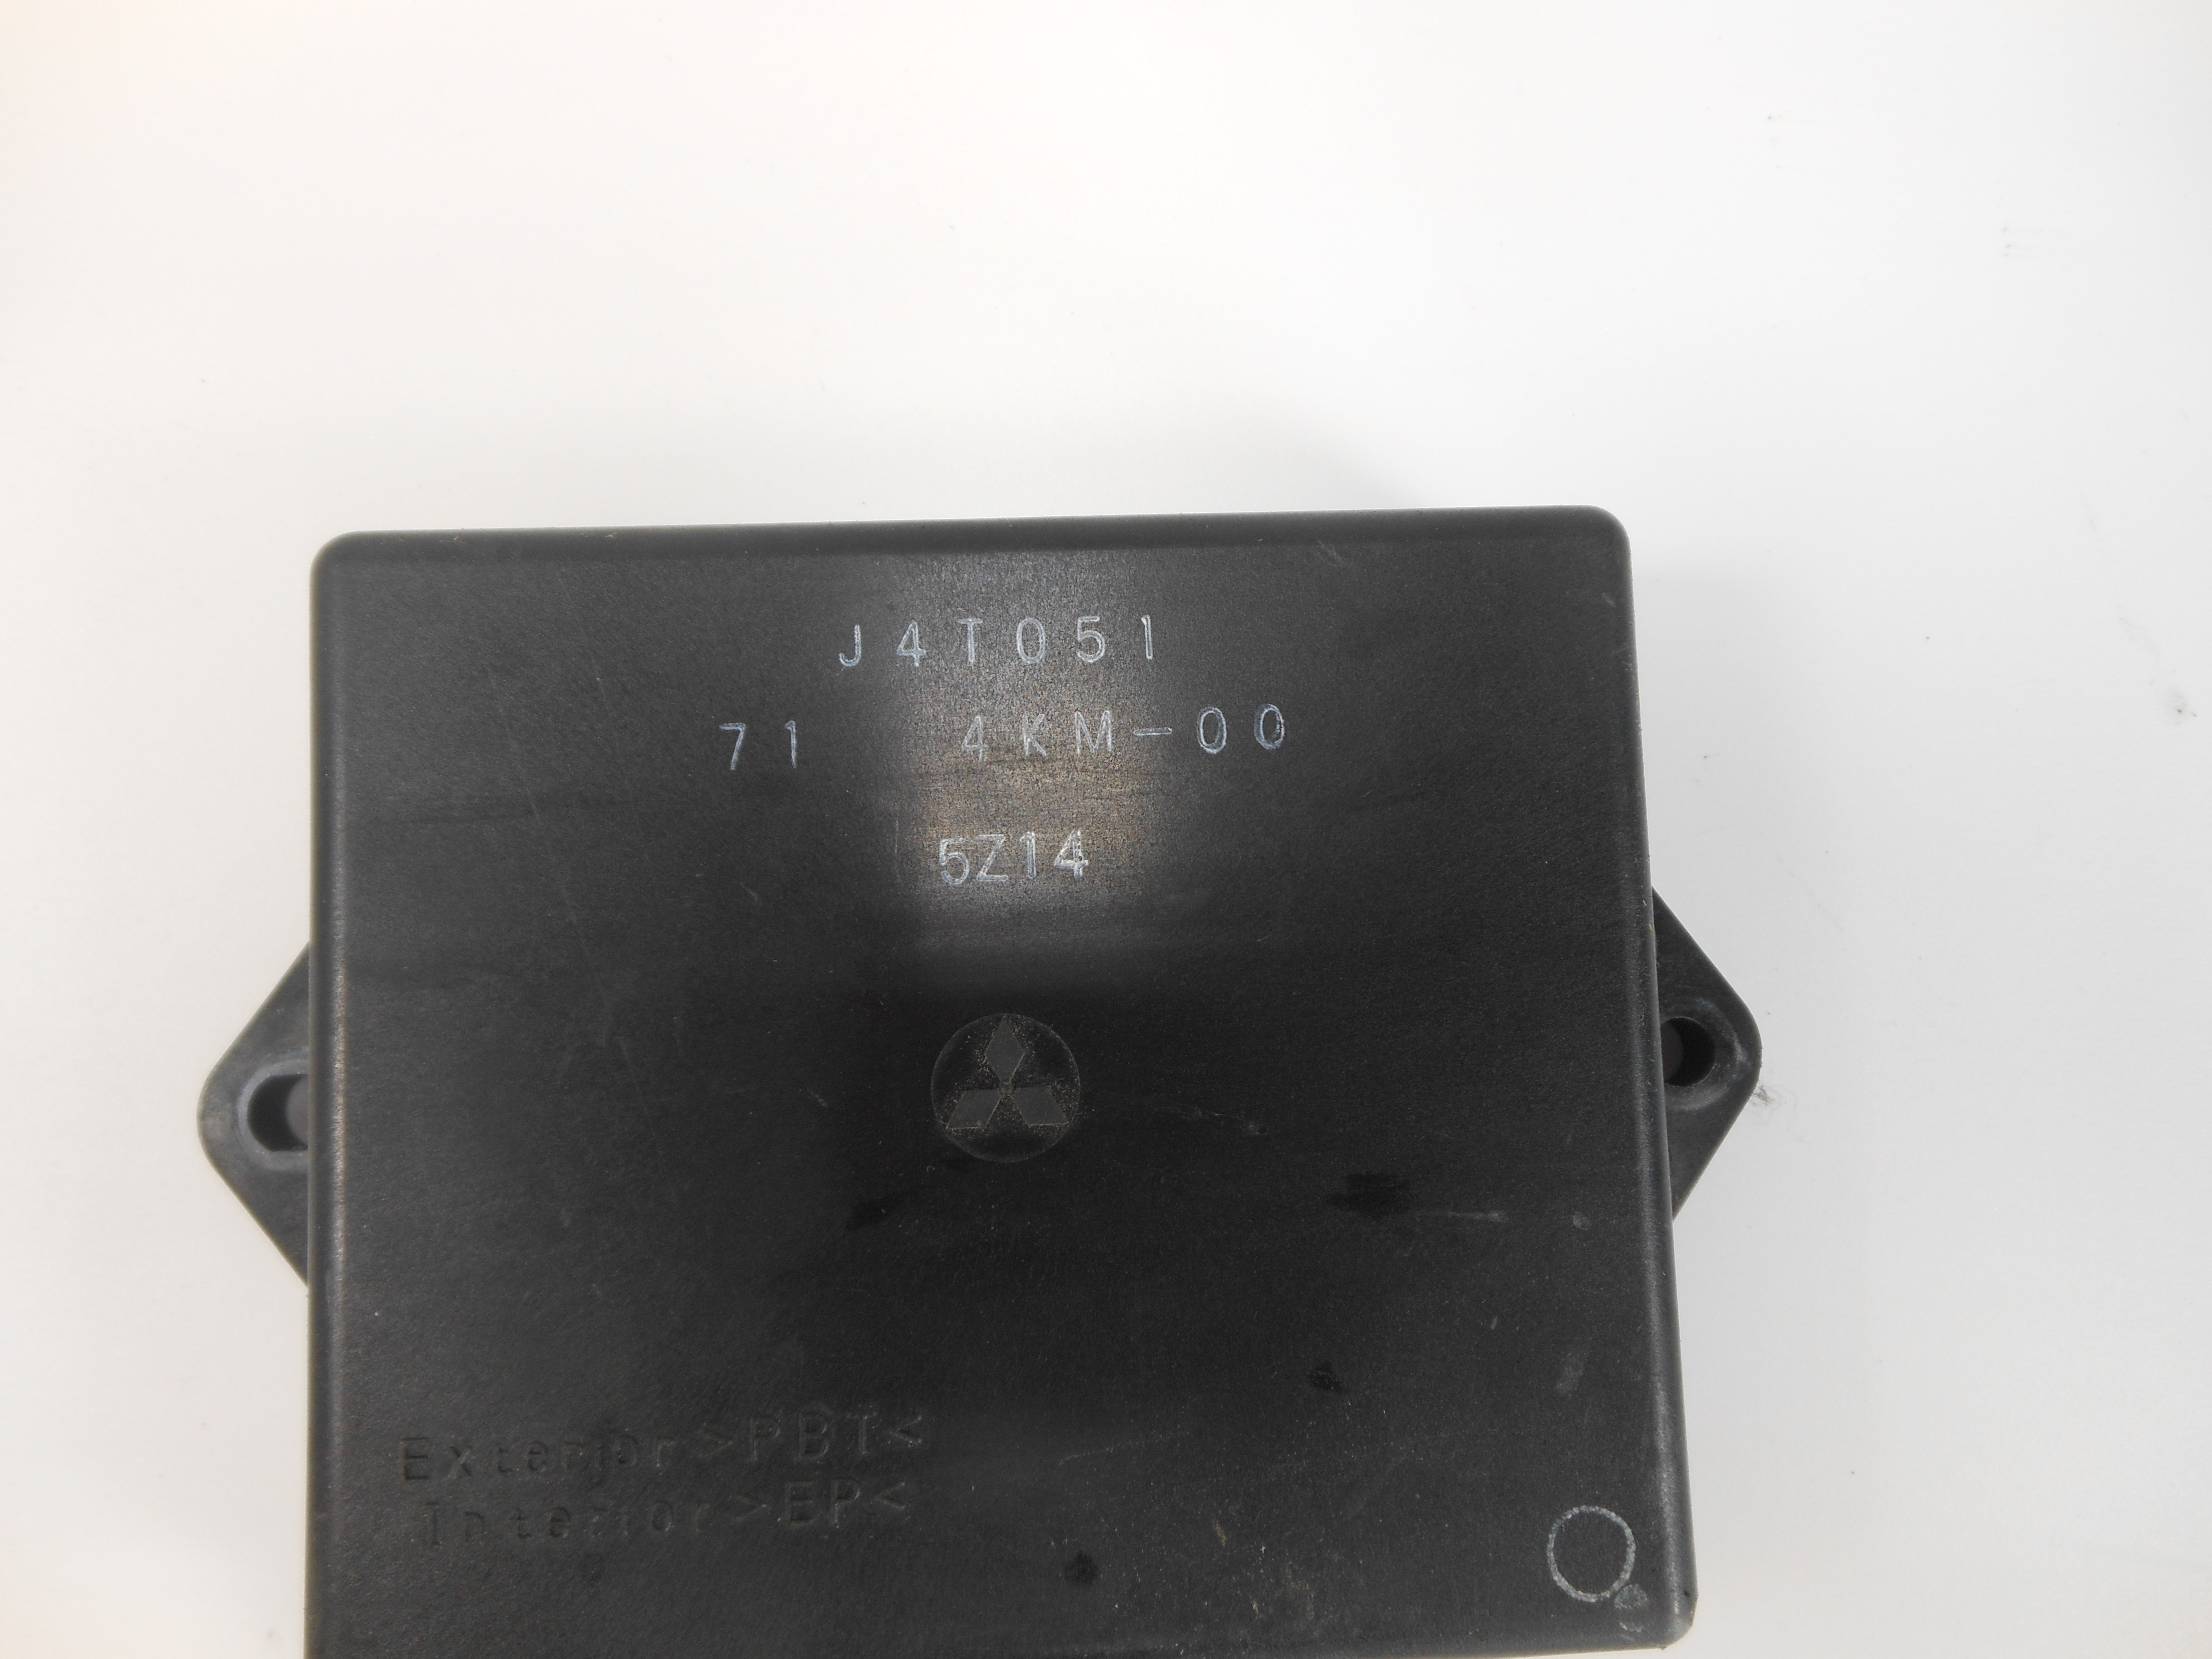 J4T051
71 4KM-00
5Z14
Exterior>PBT<
Interior>EP<